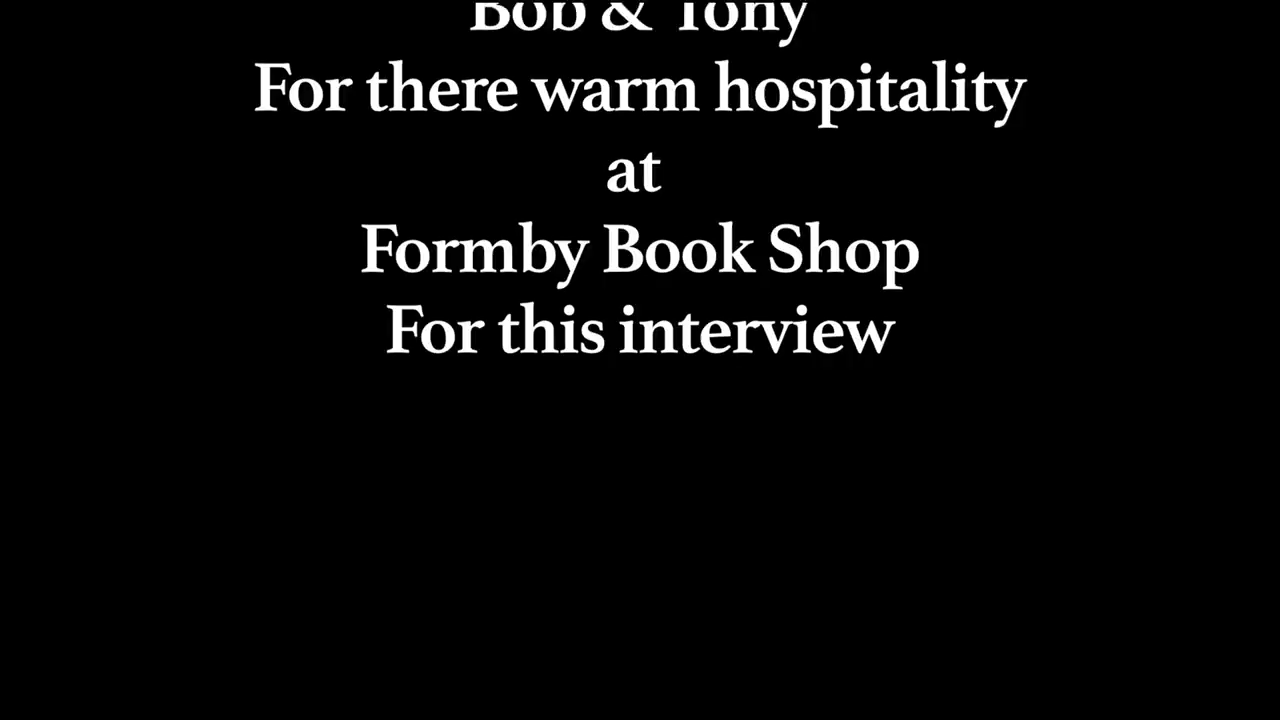 Bob & Tony
For there warm hospitality
at
Formby Book Shop
For this interview